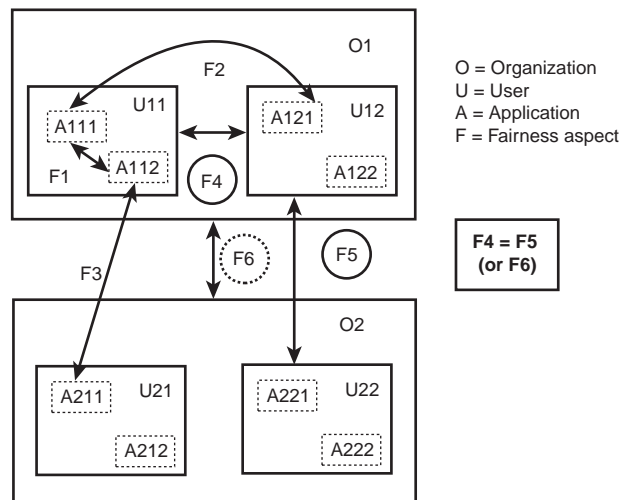 O1
F2
U11
U12
A111
A121
A112
A122
F1
F4
F6
F5
F3
O2
U21
U22
A211
A221
A212
A222
O = Organization
U = User
A = Application
F = Fairness aspect
F4 = F5
(or F6)